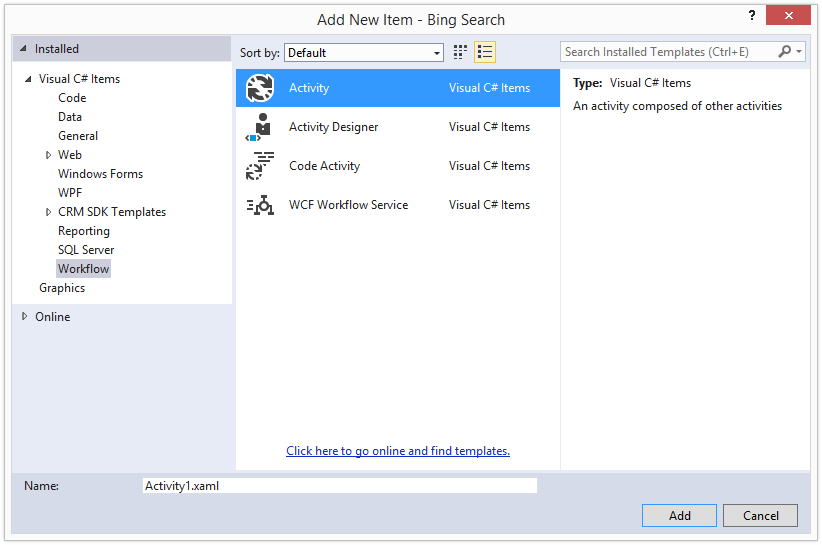 Add New Item - Bing Search
?
Installed
Sort by: Default
Search Installed Templates (Ctrl+E)
Visual C# Items
Code
Data
General
Web
Windows Forms
WPF
CRM SDK Templates
Reporting
SQL Server
Workflow
Graphics
Online
Activity Visual C# Items
Activity Designer Visual C# Items
Code Activity Visual C# Items
WCF Workflow Service Visual C# Items
Click here to go online and find templates.
Type: Visual C# Items
An activity composed of other activities
Name: Activity1.xaml
Add Cancel